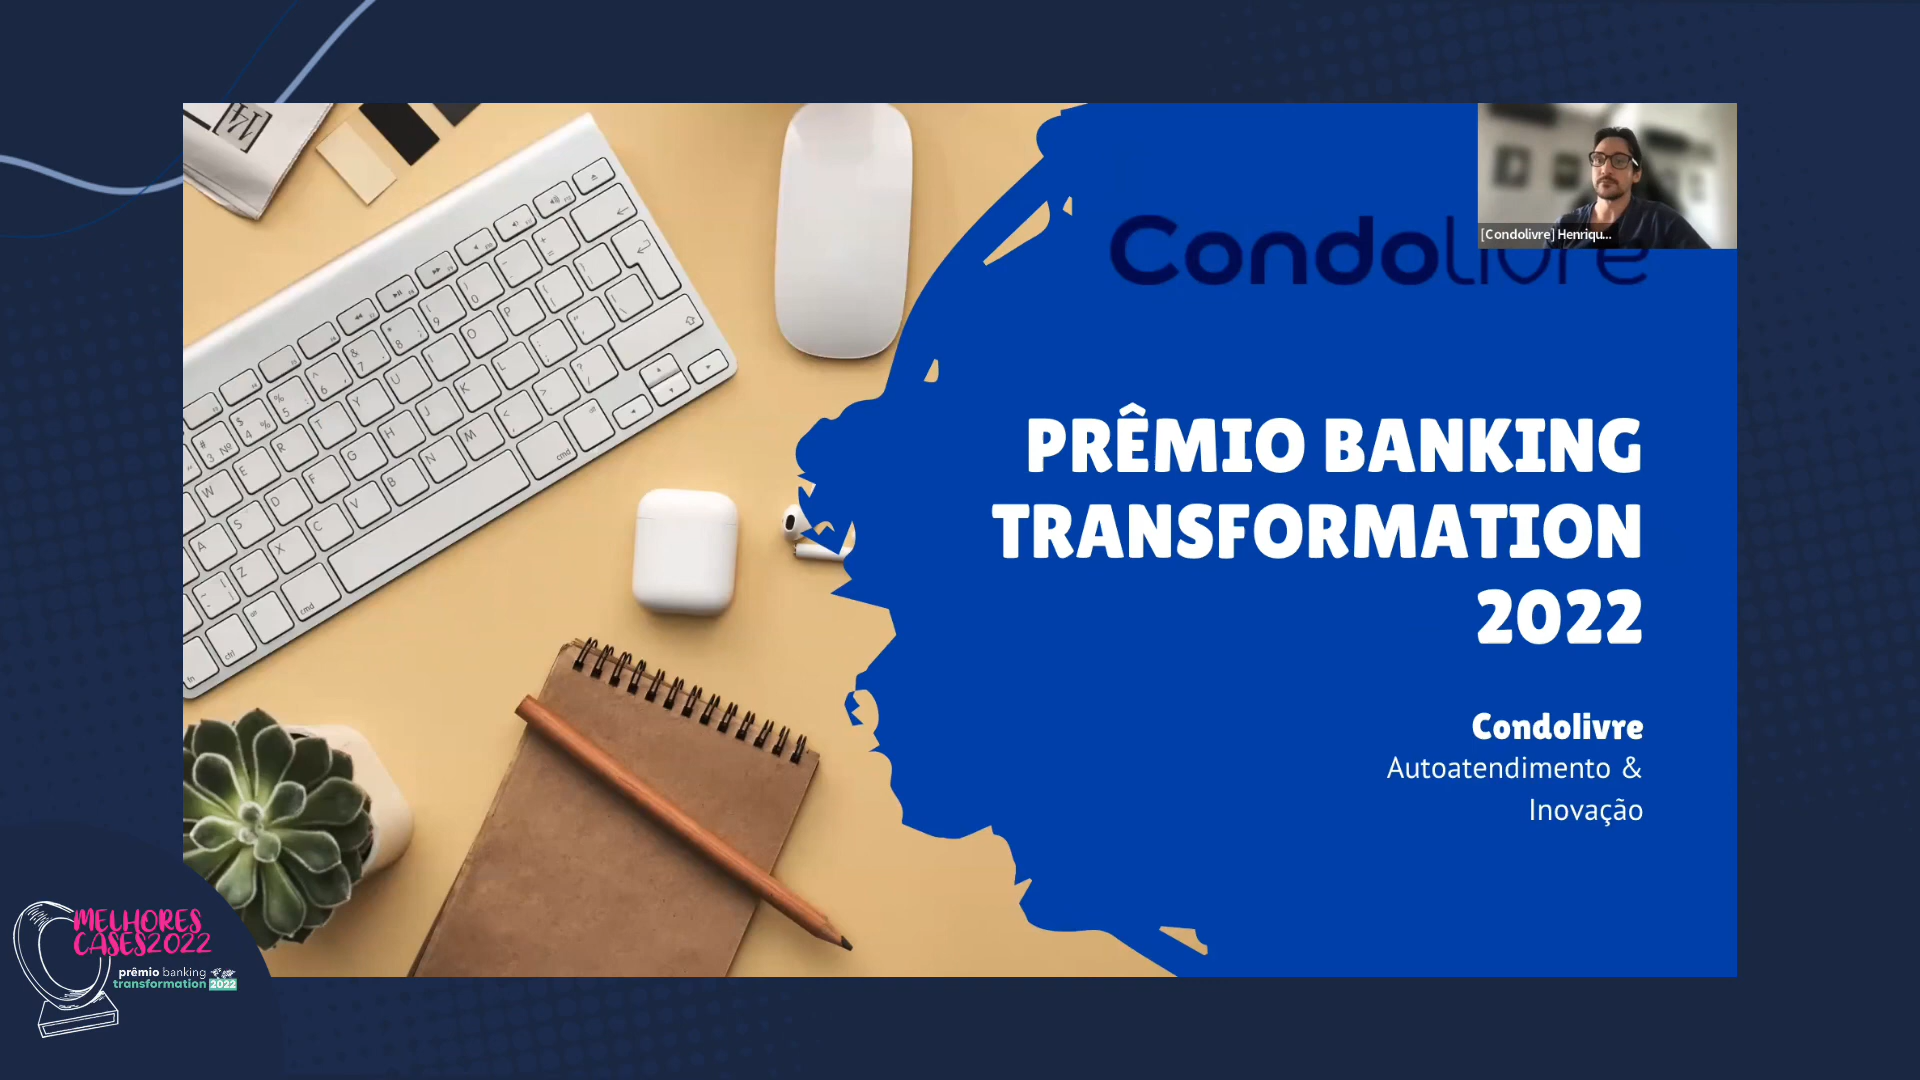 [Condolivre] Henriqu...
Condolivre
PRÊMIO BANKING
TRANSFORMATION
2022
Condolivre
Autoatendimento &
Inovação
MELHORES
CASES2022
prêmio banking
transformation 2022